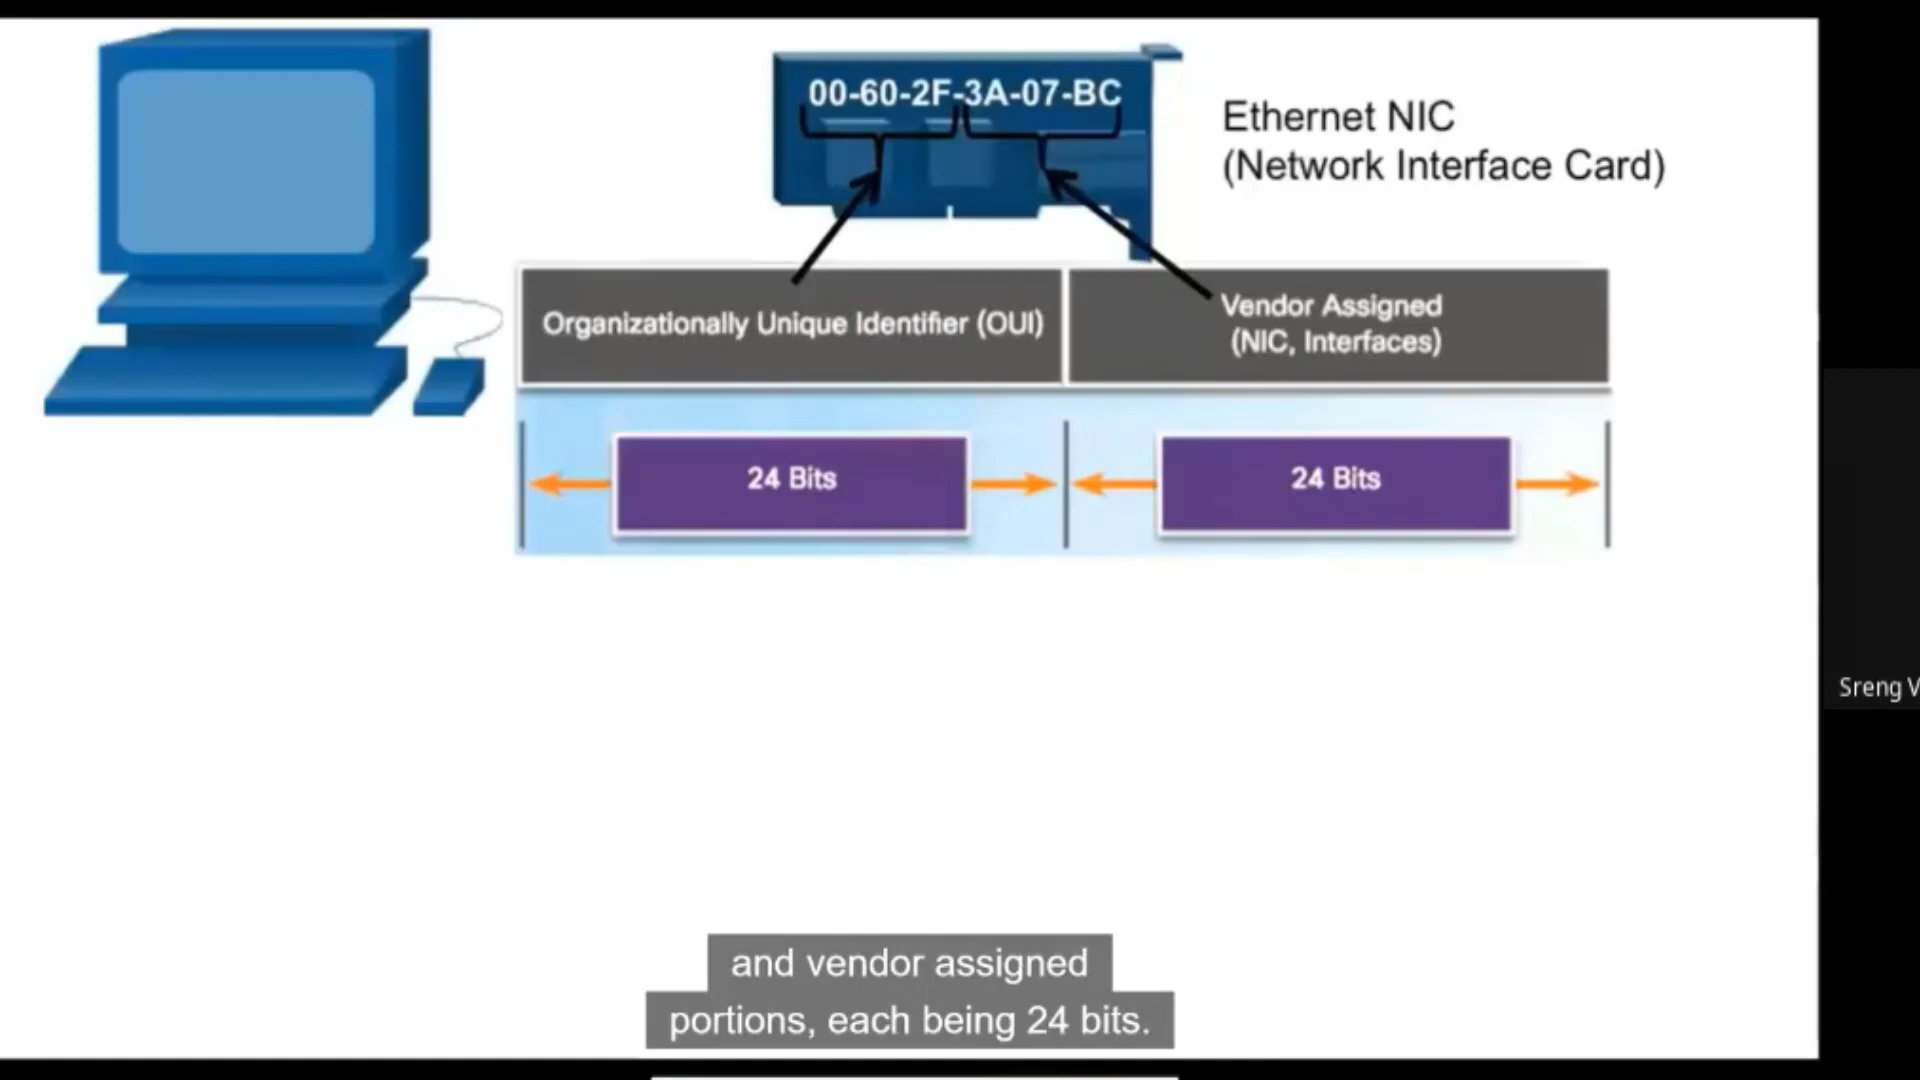 00-60-2F-3A-07-BC
Ethernet NIC
(Network Interface Card)
Organizationally Unique Identifier (OUI)
Vendor Assigned
(NIC, Interfaces)
24 Bits
24 Bits
Sreng V
and vendor assigned
portions, each being 24 bits.